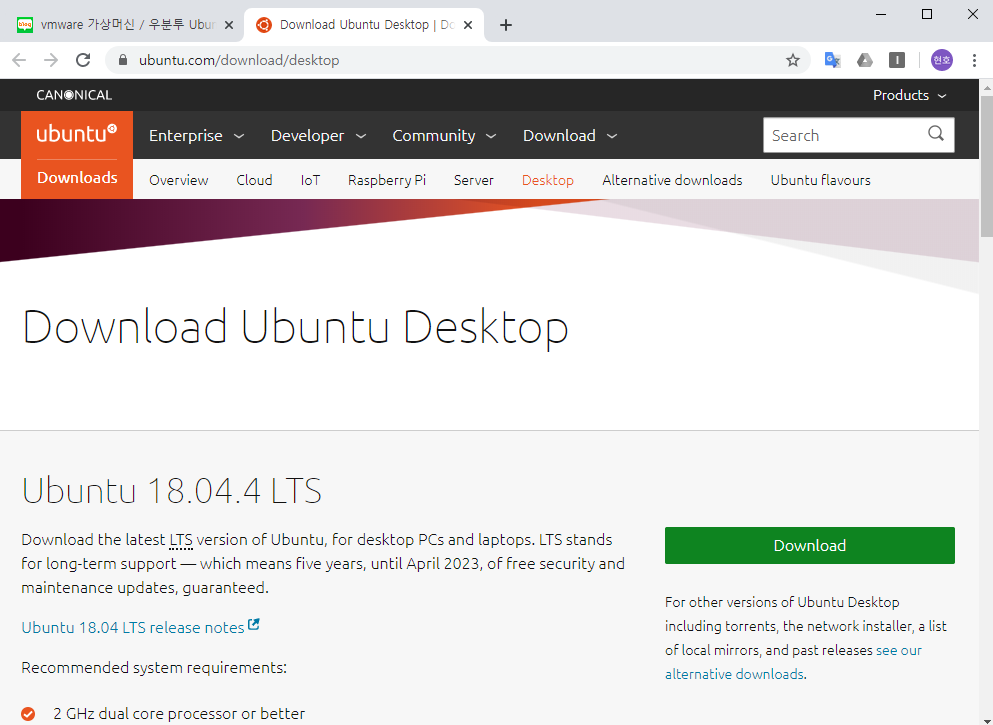 vmware 가상머신 / 우분투 Ubun
Download Ubuntu Desktop | Do
ubuntu.com/download/desktop
현호
CANONICAL
Products
ubuntu
Enterprise
Developer
Community
Download
Search
Downloads
Overview
Cloud
IoT
Raspberry Pi
Server
Desktop
Alternative downloads
Ubuntu flavours
Download Ubuntu Desktop
Ubuntu 18.04.4 LTS
Download the latest LTS version of Ubuntu, for desktop PCs and laptops. LTS stands
for long-term support — which means five years, until April 2023, of free security and
maintenance updates, guaranteed.
Ubuntu 18.04 LTS release notes
Recommended system requirements:
2 GHz dual core processor or better
Download
For other versions of Ubuntu Desktop
including torrents, the network installer, a list
of local mirrors, and past releases see our
alternative downloads.